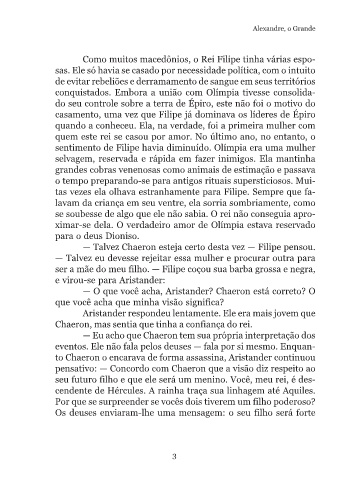 Alexandre, o Grande
Como muitos macedônios, o Rei Filipe tinha várias espo-
sas. Ele só havia se casado por necessidade política, com o intuito
de evitar rebeliões e derramamento de sangue em seus territórios
conquistados. Embora a união com Olímpia tivesse consolida-
do seu controle sobre a terra de Épiro, este não foi o motivo do
casamento, uma vez que Filipe já dominava os líderes de Épiro
quando a conheceu. Ela, na verdade, foi a primeira mulher com
quem este rei se casou por amor. No último ano, no entanto, o
sentimento de Filipe havia diminuído. Olímpia era uma mulher
selvagem, reservada e rápida em fazer inimigos. Ela mantinha
grandes cobras venenosas como animais de estimação e passava
o tempo preparando-se para antigos rituais supersticiosos. Mui-
tas vezes ela olhava estranhamente para Filipe. Sempre que fa-
lavam da criança em seu ventre, ela sorria sombriamente, como
se soubesse de algo que ele não sabia. O rei não conseguia apro-
ximar-se dela. O verdadeiro amor de Olímpia estava reservado
para o deus Dioniso.
— Talvez Chaeron esteja certo desta vez — Filipe pensou.
— Talvez eu devesse rejeitar essa mulher e procurar outra para
ser a mãe do meu filho. — Filipe coçou sua barba grossa e negra,
e virou-se para Aristander:
— O que você acha, Aristander? Chaeron está correto? O
que você acha que minha visão significa?
Aristander respondeu lentamente. Ele era mais jovem que
Chaeron, mas sentia que tinha a confiança do rei.
— Eu acho que Chaeron tem sua própria interpretação dos
eventos. Ele não fala pelos deuses — fala por si mesmo. Enquan-
to Chaeron o encarava de forma assassina, Aristander continuou
pensativo: — Concordo com Chaeron que a visão diz respeito ao
seu futuro filho e que ele será um menino. Você, meu rei, é des-
cendente de Hércules. A rainha traça sua linhagem até Aquiles.
Por que se surpreender se vocês dois tiverem um filho poderoso?
Os deuses enviaram-lhe uma mensagem: o seu filho será forte
3